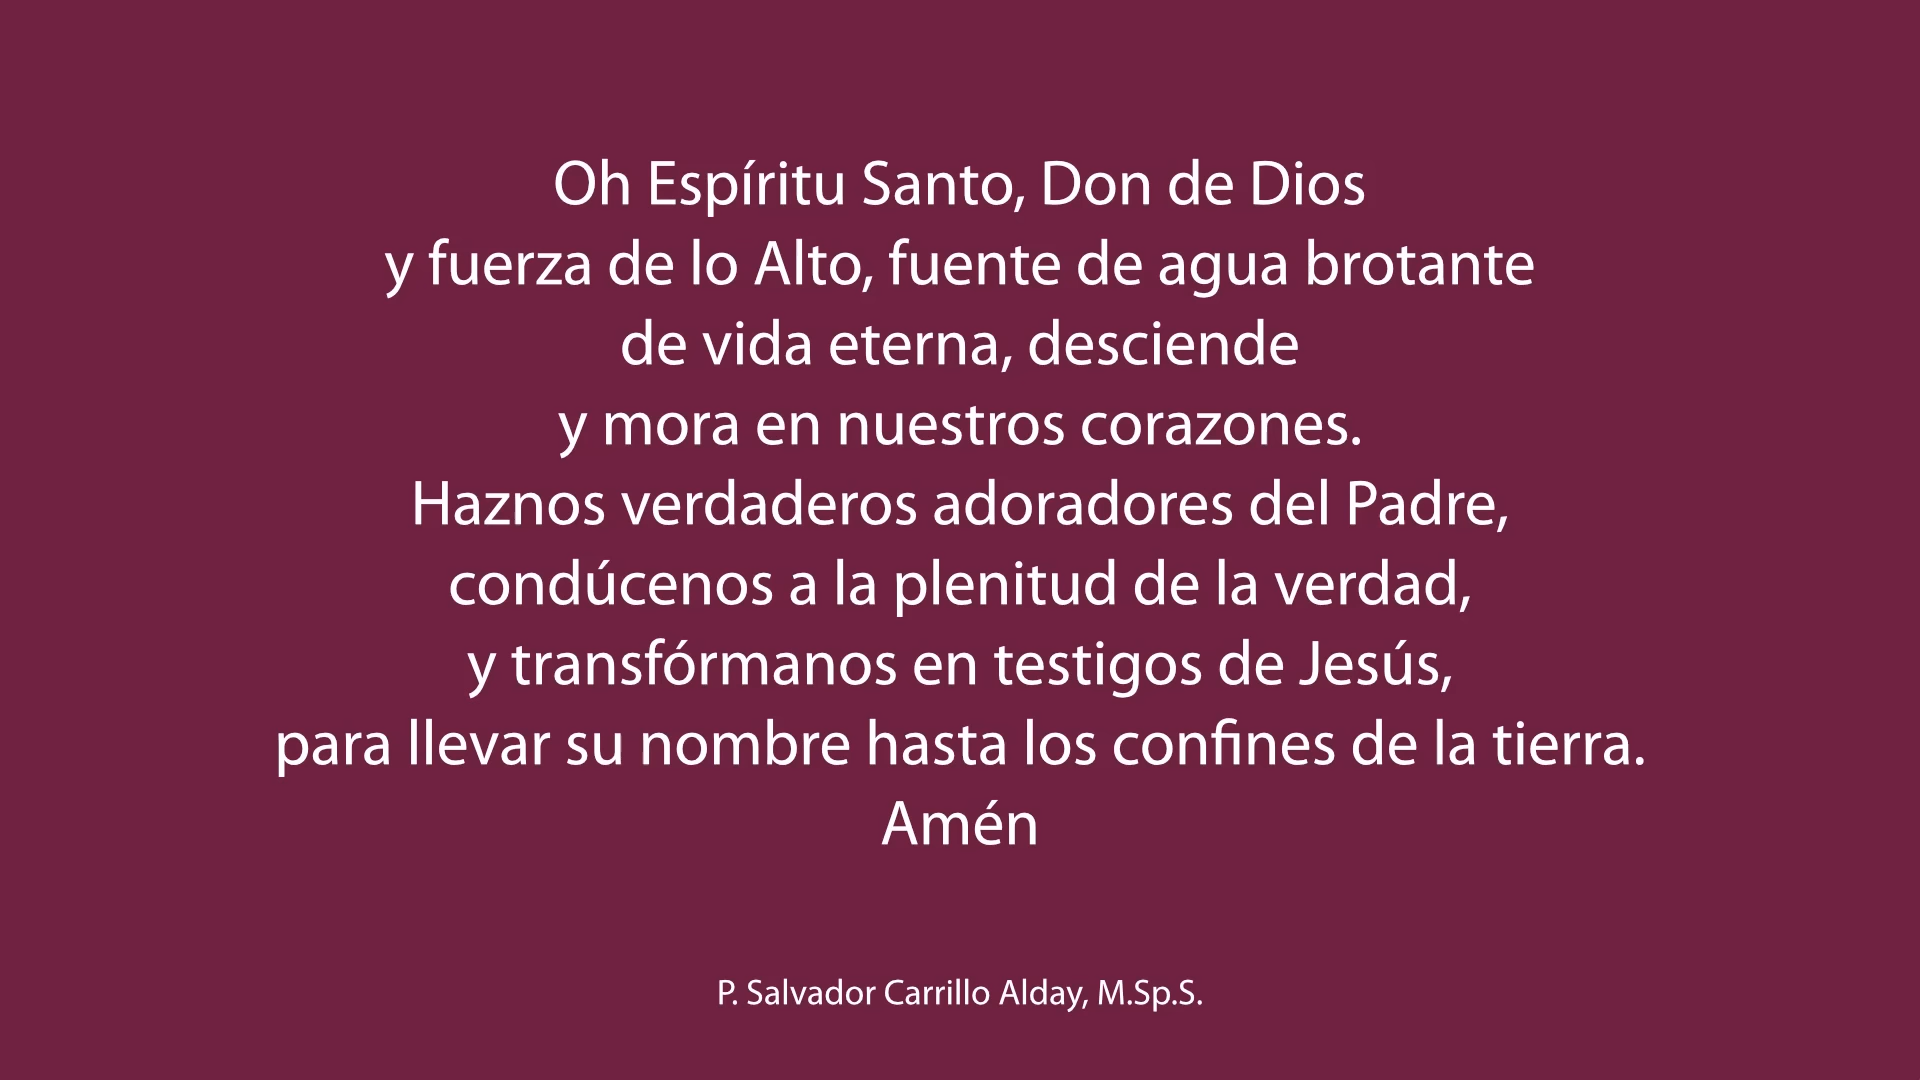 Oh Espíritu Santo, Don de Dios
y fuerza de lo Alto, fuente de agua brotante
de vida eterna, desciende
y mora en nuestros corazones.
Haznos verdaderos adoradores del Padre,
condúcenos a la plenitud de la verdad,
y transfórmanos en testigos de Jesús,
para llevar su nombre hasta los confines de la tierra.
Amén
P. Salvador Carrillo Alday, M.Sp.S.